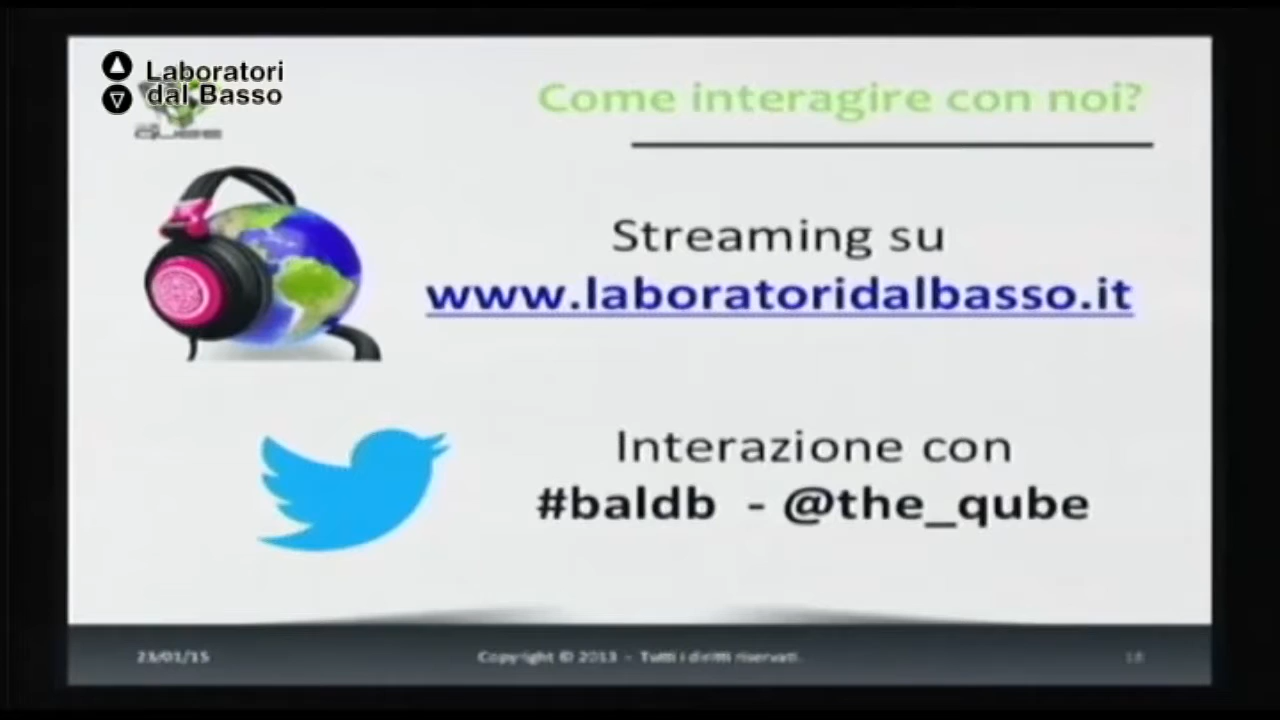 Laboratori
dal Basso
Come interagire con noi?
Streaming su
www.laboratoridalbasso.it
Interazione con
#baldb - @the_qube
23/01/15
Copyright © 2013 - Tutti i diritti riservati.
18